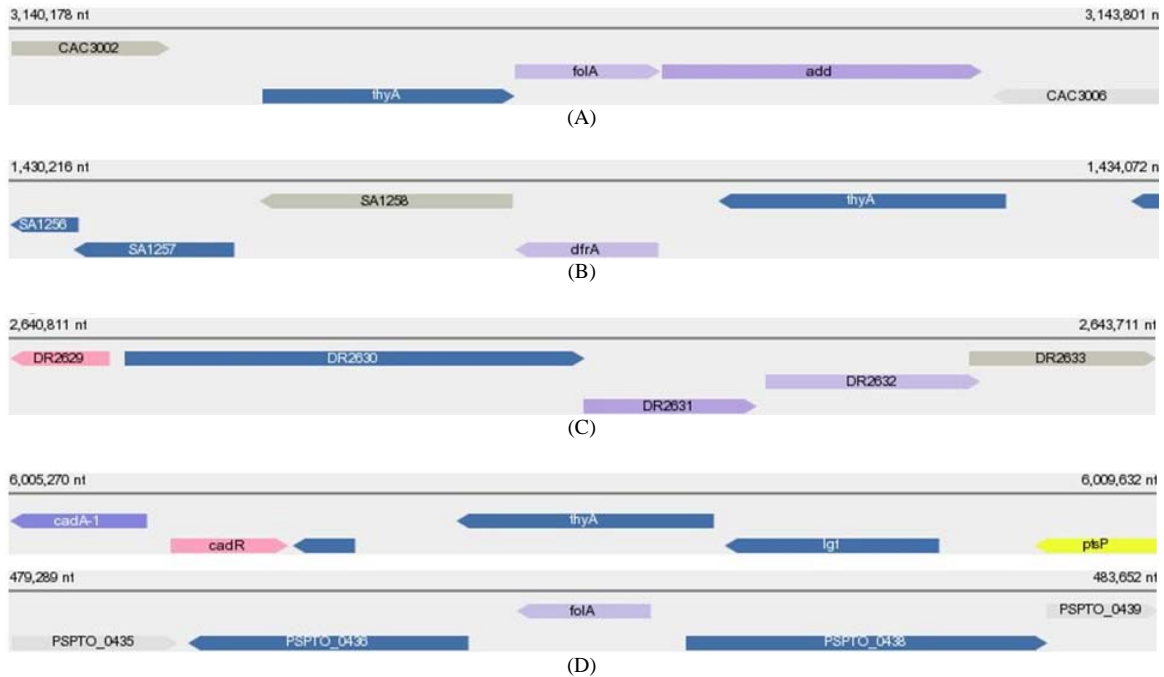 3,140,178 nt 3,143,801 n
CAC3002
folA add
thyA CAC3006
(A)
1,430,216 nt 1,434,072 n
SA1258 thyA
SA1256
SA1257 dfrA
(B)
2,640,811 nt 2,643,711 nt
DR2629 DR2630 DR2633
DR2632
DR2631
(C)
6,005,270 nt 6,009,632 nt
cadA-1 thyA
cadR lgt ptsP
479,289 nt 483,652 nt
folA PSPTO_0439
PSPTO_0435 PSPTO_0436 PSPTO_0438
(D)